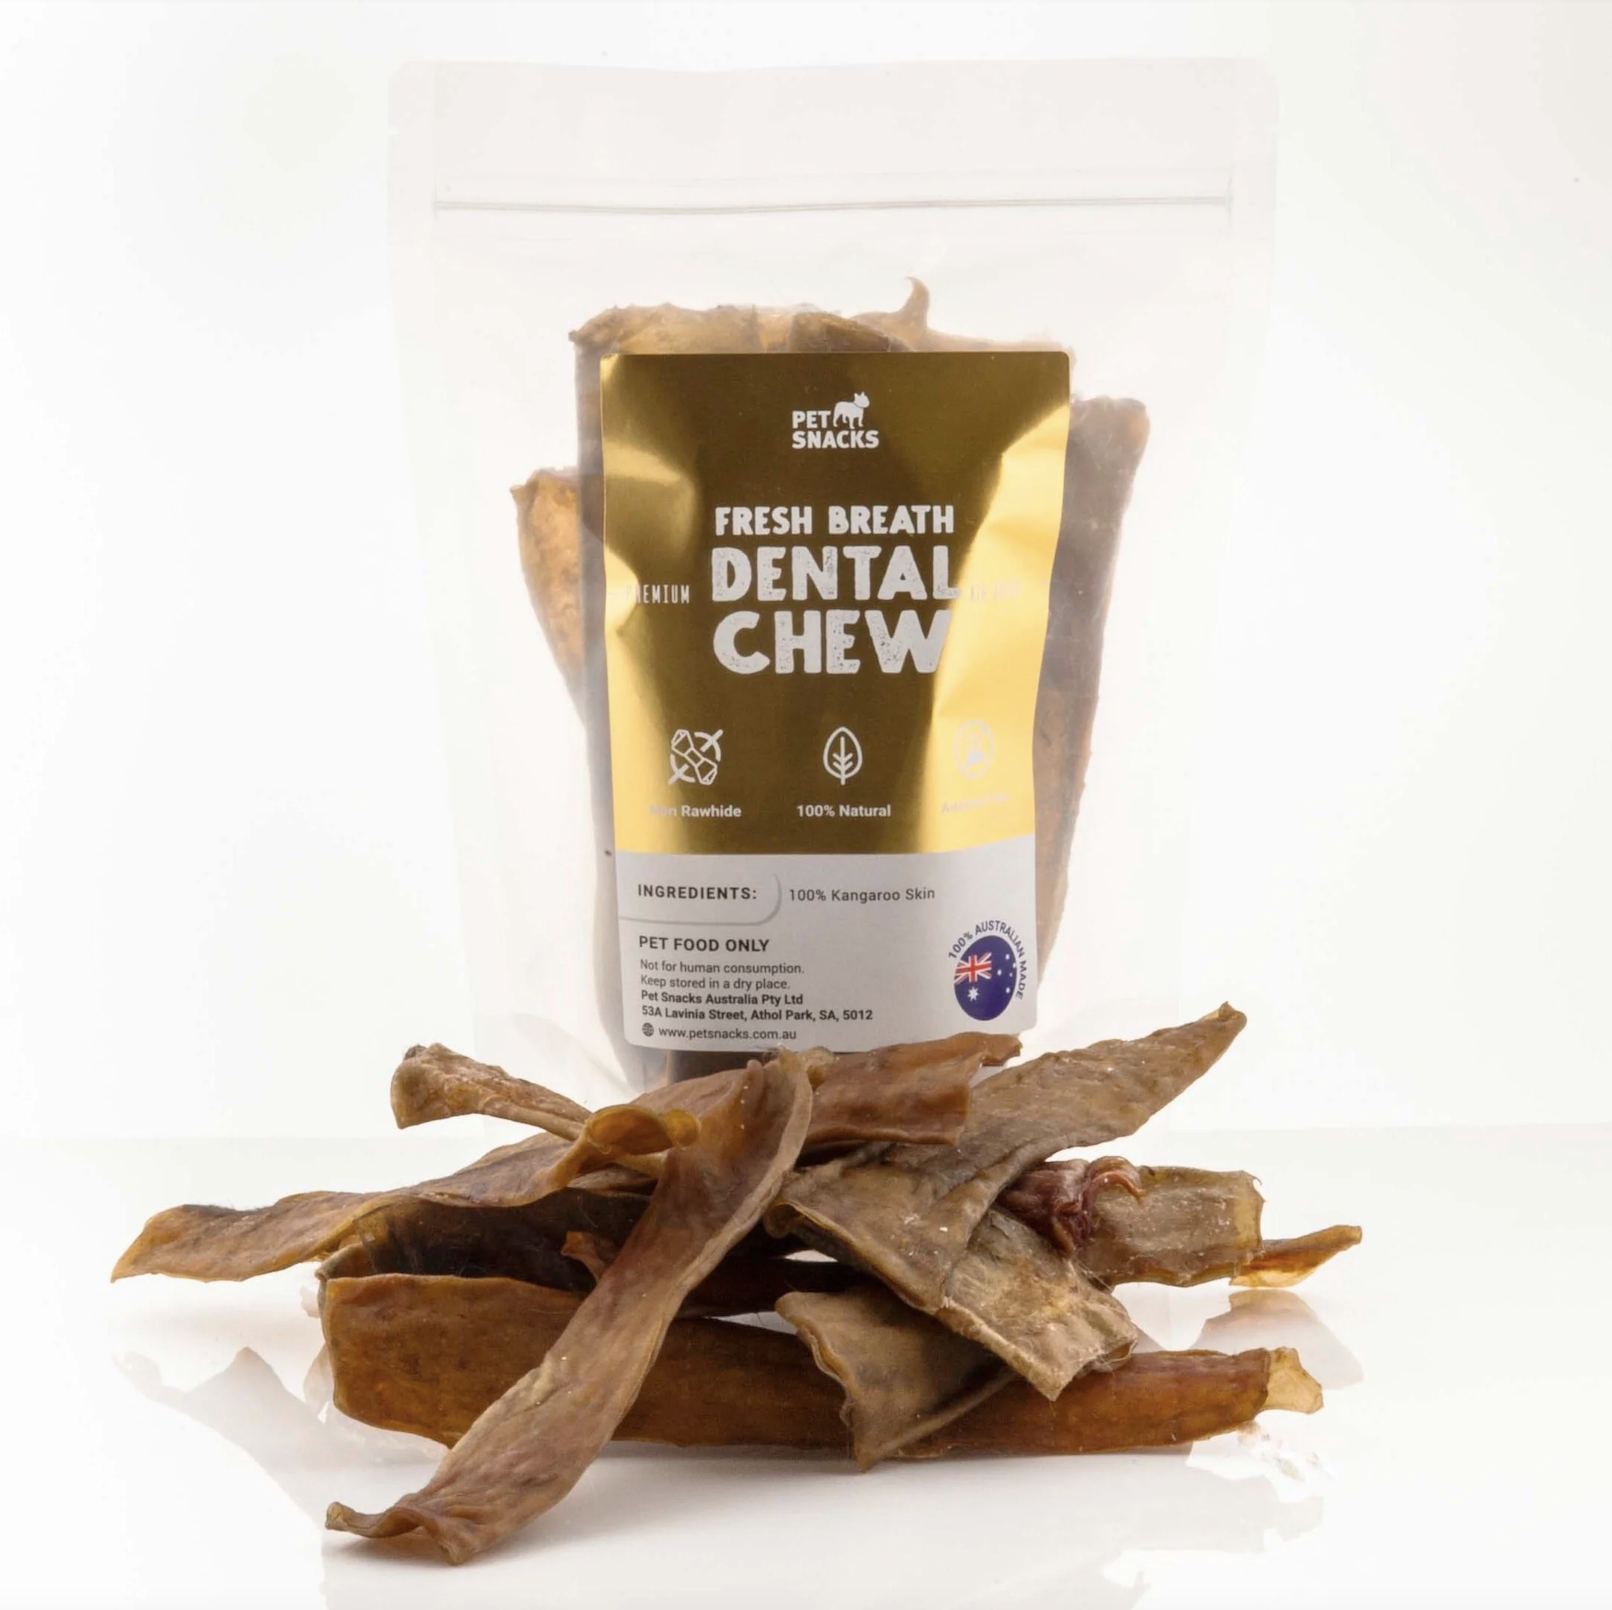 PET
SNACKS
FRESH BREATH
DENTAL
PREMIUM
CHEW
Non Rawhide
100% Natural
INGREDIENTS: 100% Kangaroo Skin
PET FOOD ONLY
Not for human consumption.
Keep stored in a dry place.
Pet Snacks Australia Pty Ltd
53A Lavinia Street, Athol Park, SA, 5012
www.petsnacks.com.au
100% AUSTRALIAN MADE